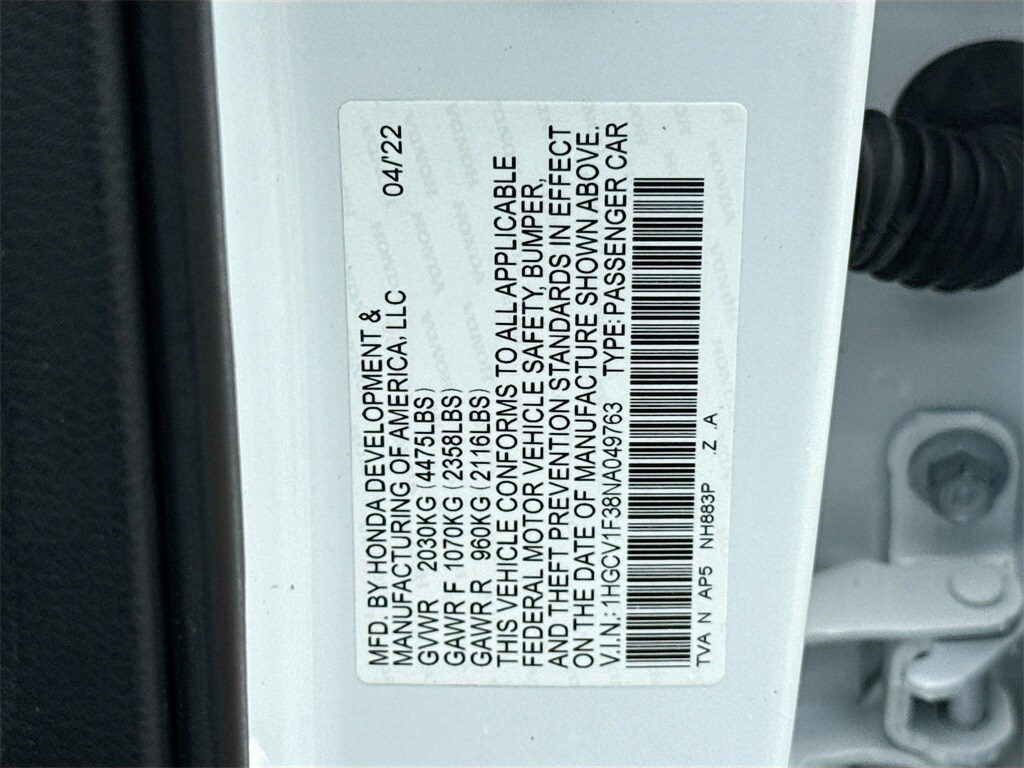 MFD. BY HONDA DEVELOPMENT &
MANUFACTURING OF AMERICA, LLC 04/'22
GVWR 2030KG (4475LBS)
GAWR F 1070KG (2358LBS)
GAWR R 960KG (2116LBS)
THIS VEHICLE CONFORMS TO ALL APPLICABLE
FEDERAL MOTOR VEHICLE SAFETY, BUMPER,
AND THEFT PREVENTION STANDARDS IN EFFECT
ON THE DATE OF MANUFACTURE SHOWN ABOVE.
V.I.N.:1HGCV1F38NA049763 TYPE:PASSENGER CAR
TVA N AP5 NH883P .Z .A